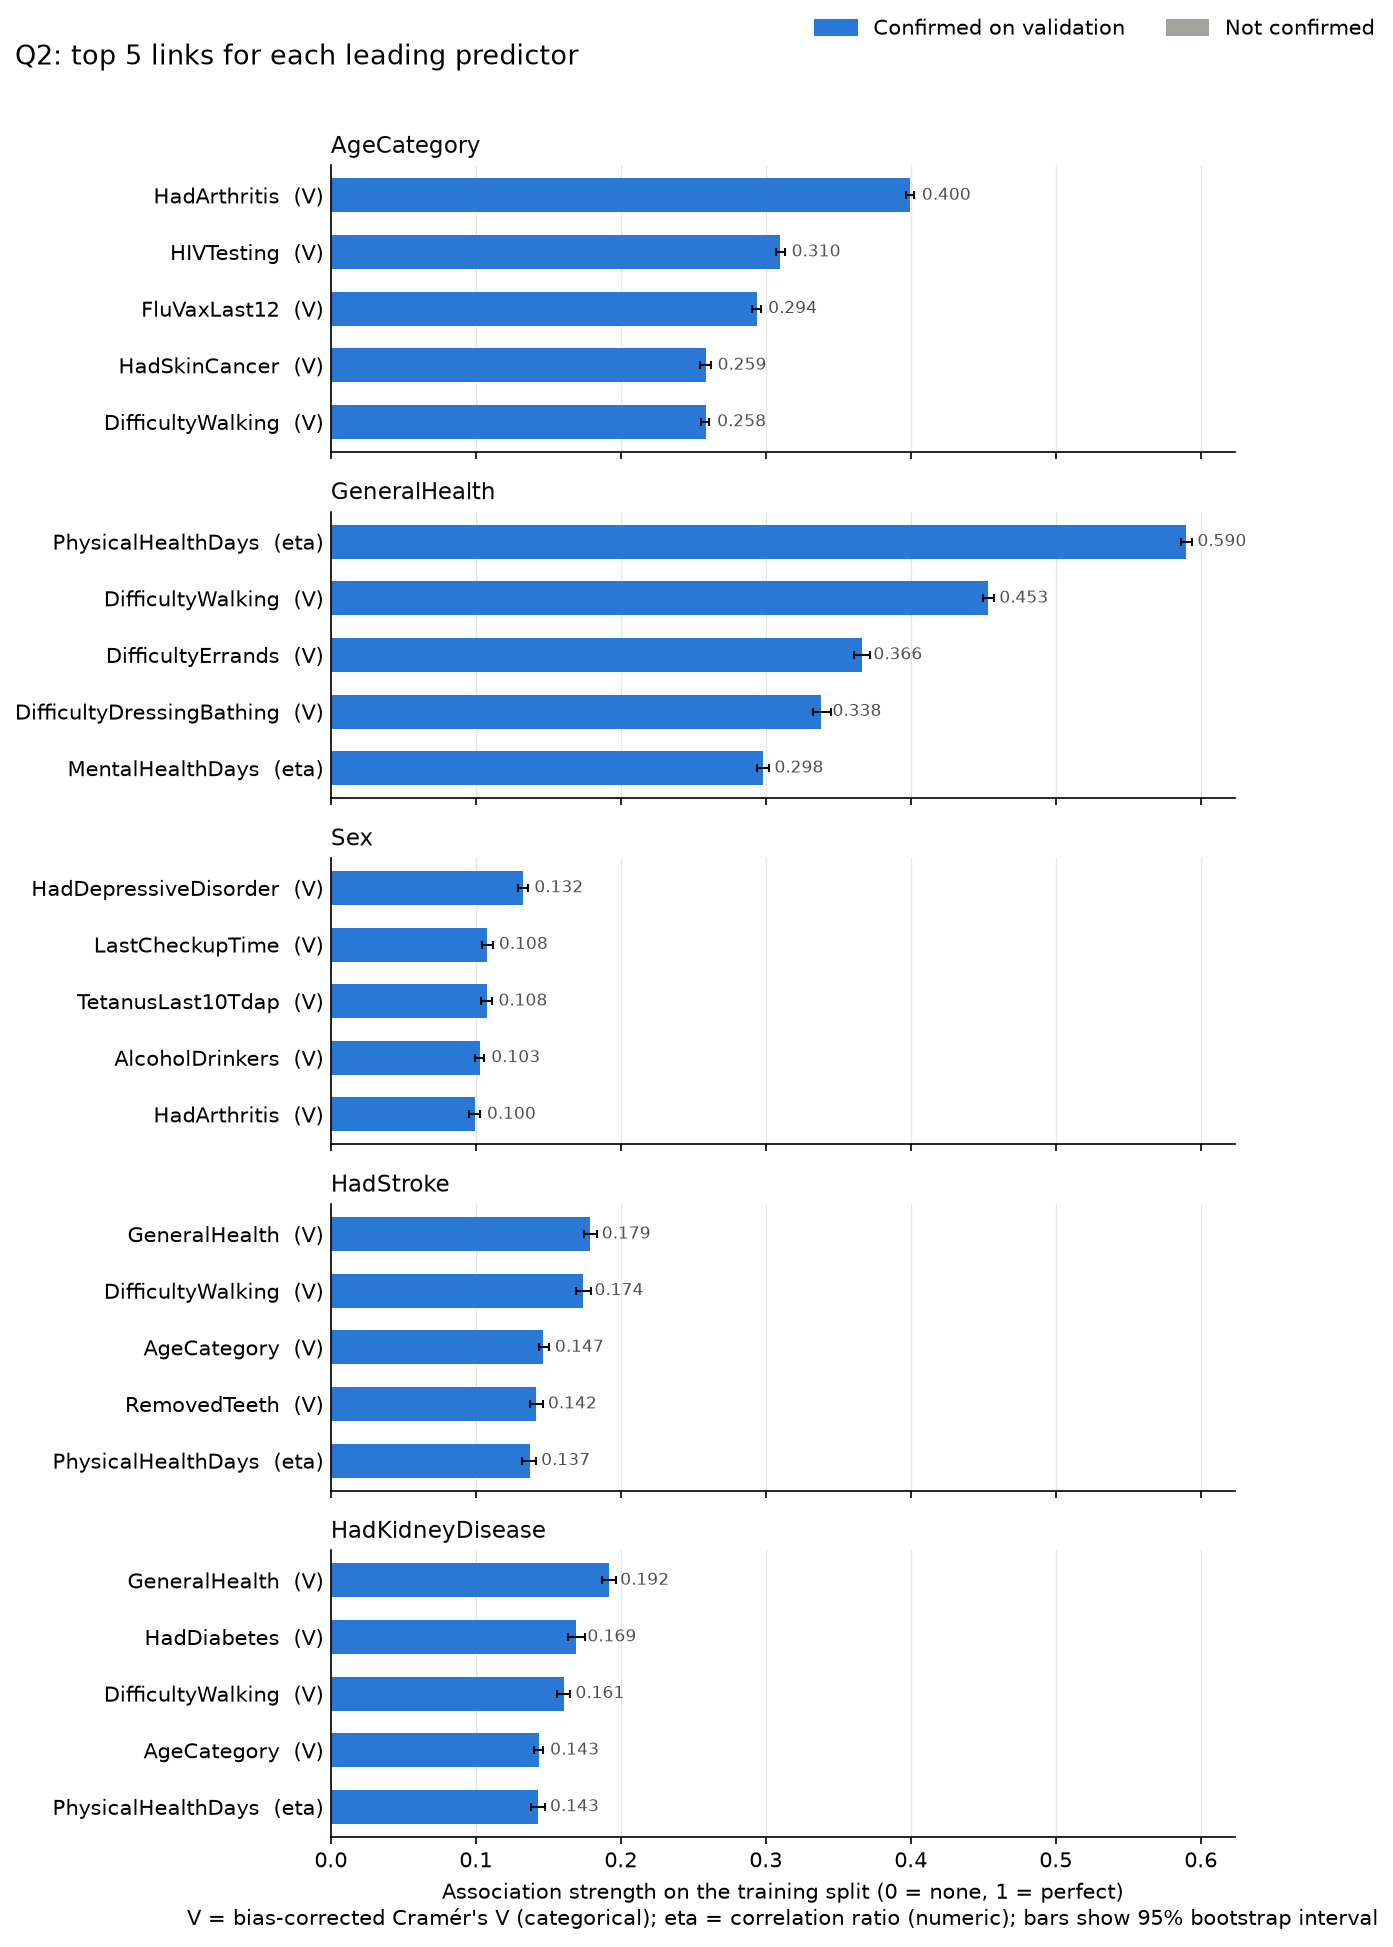 Confirmed on validation Not confirmed
Q2: top 5 links for each leading predictor
AgeCategory
HadArthritis (V) 0.400
HIVTesting (V) 0.310
FluVaxLast12 (V) 0.294
HadSkinCancer (V) 0.259
DifficultyWalking (V) 0.258
GeneralHealth
PhysicalHealthDays (eta) 0.590
DifficultyWalking (V) 0.453
DifficultyErrands (V) 0.366
DifficultyDressingBathing (V) 0.338
MentalHealthDays (eta) 0.298
Sex
HadDepressiveDisorder (V) 0.132
LastCheckupTime (V) 0.108
TetanusLast10Tdap (V) 0.108
AlcoholDrinkers (V) 0.103
HadArthritis (V) 0.100
HadStroke
GeneralHealth (V) 0.179
DifficultyWalking (V) 0.174
AgeCategory (V) 0.147
RemovedTeeth (V) 0.142
PhysicalHealthDays (eta) 0.137
HadKidneyDisease
GeneralHealth (V) 0.192
HadDiabetes (V) 0.169
DifficultyWalking (V) 0.161
AgeCategory (V) 0.143
PhysicalHealthDays (eta) 0.143
0.0 0.1 0.2 0.3 0.4 0.5 0.6
Association strength on the training split (0 = none, 1 = perfect)
V = bias-corrected Cramér's V (categorical); eta = correlation ratio (numeric); bars show 95% bootstrap interval